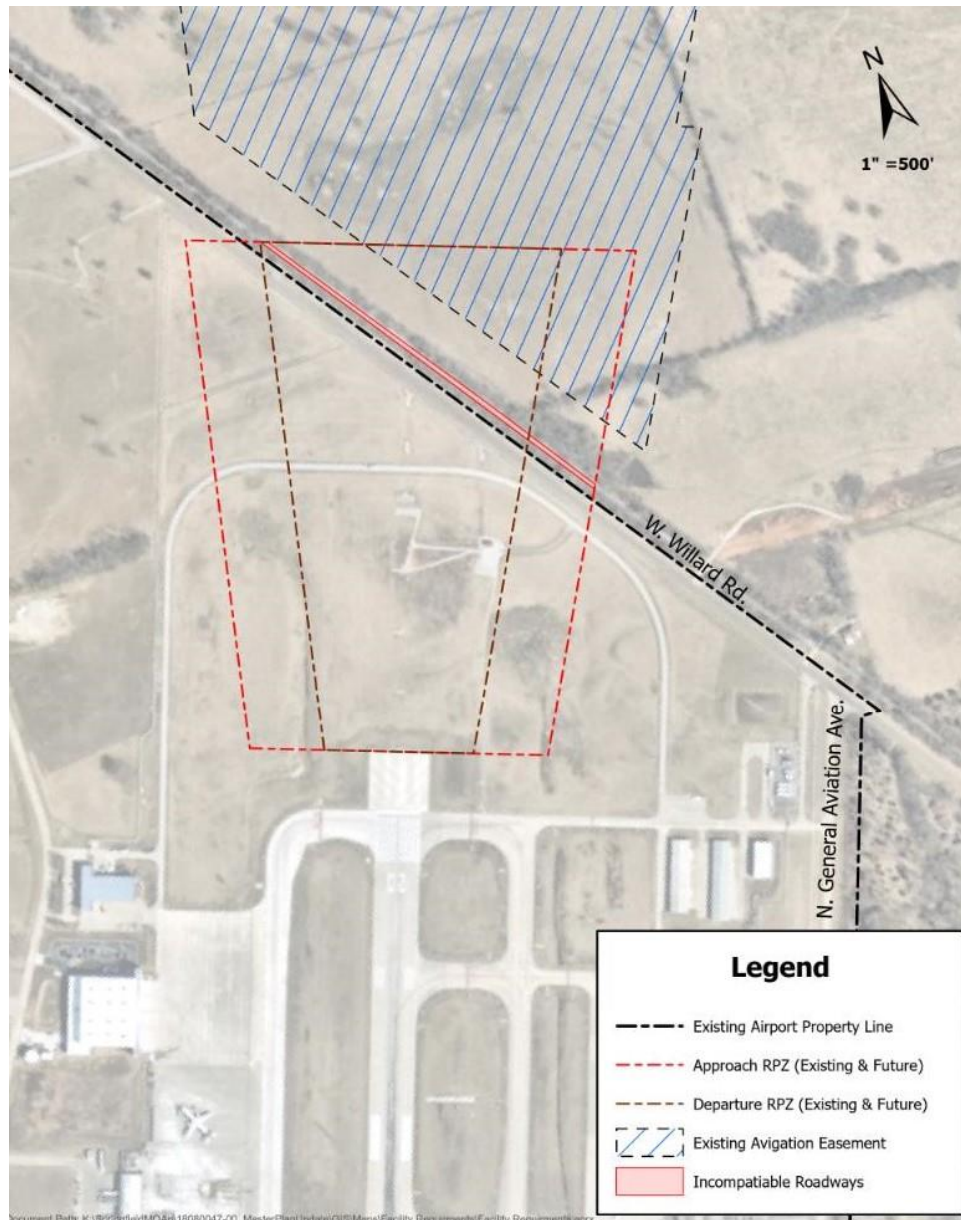 N
1" =500'
W. Willard Rd.
N. General Aviation Ave.
Legend
Existing Airport Property Line
Approach RPZ (Existing & Future)
Departure RPZ (Existing & Future)
Existing Avigation Easement
Incompatiable Roadways